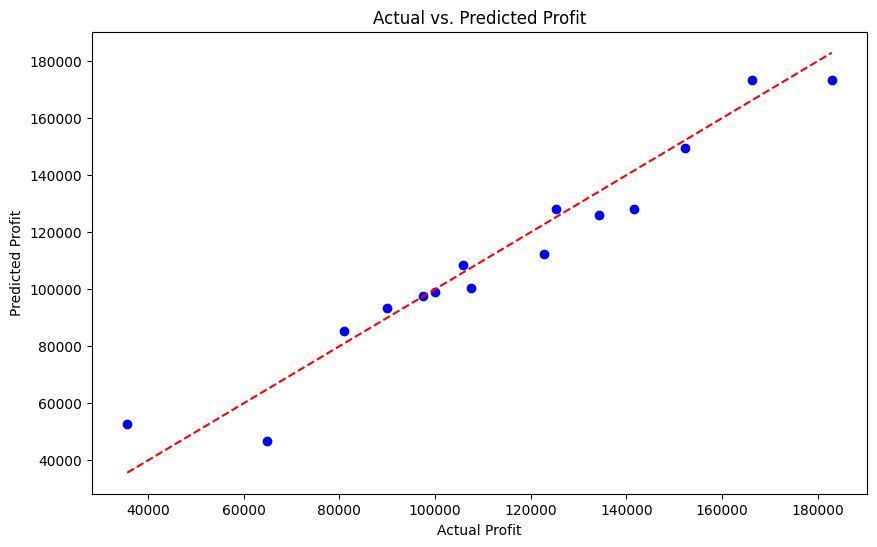 Actual vs. Predicted Profit
180000
160000
140000
120000
100000
80000
60000
40000
Predicted Profit
40000 60000 80000 100000 120000 140000 160000 180000
Actual Profit